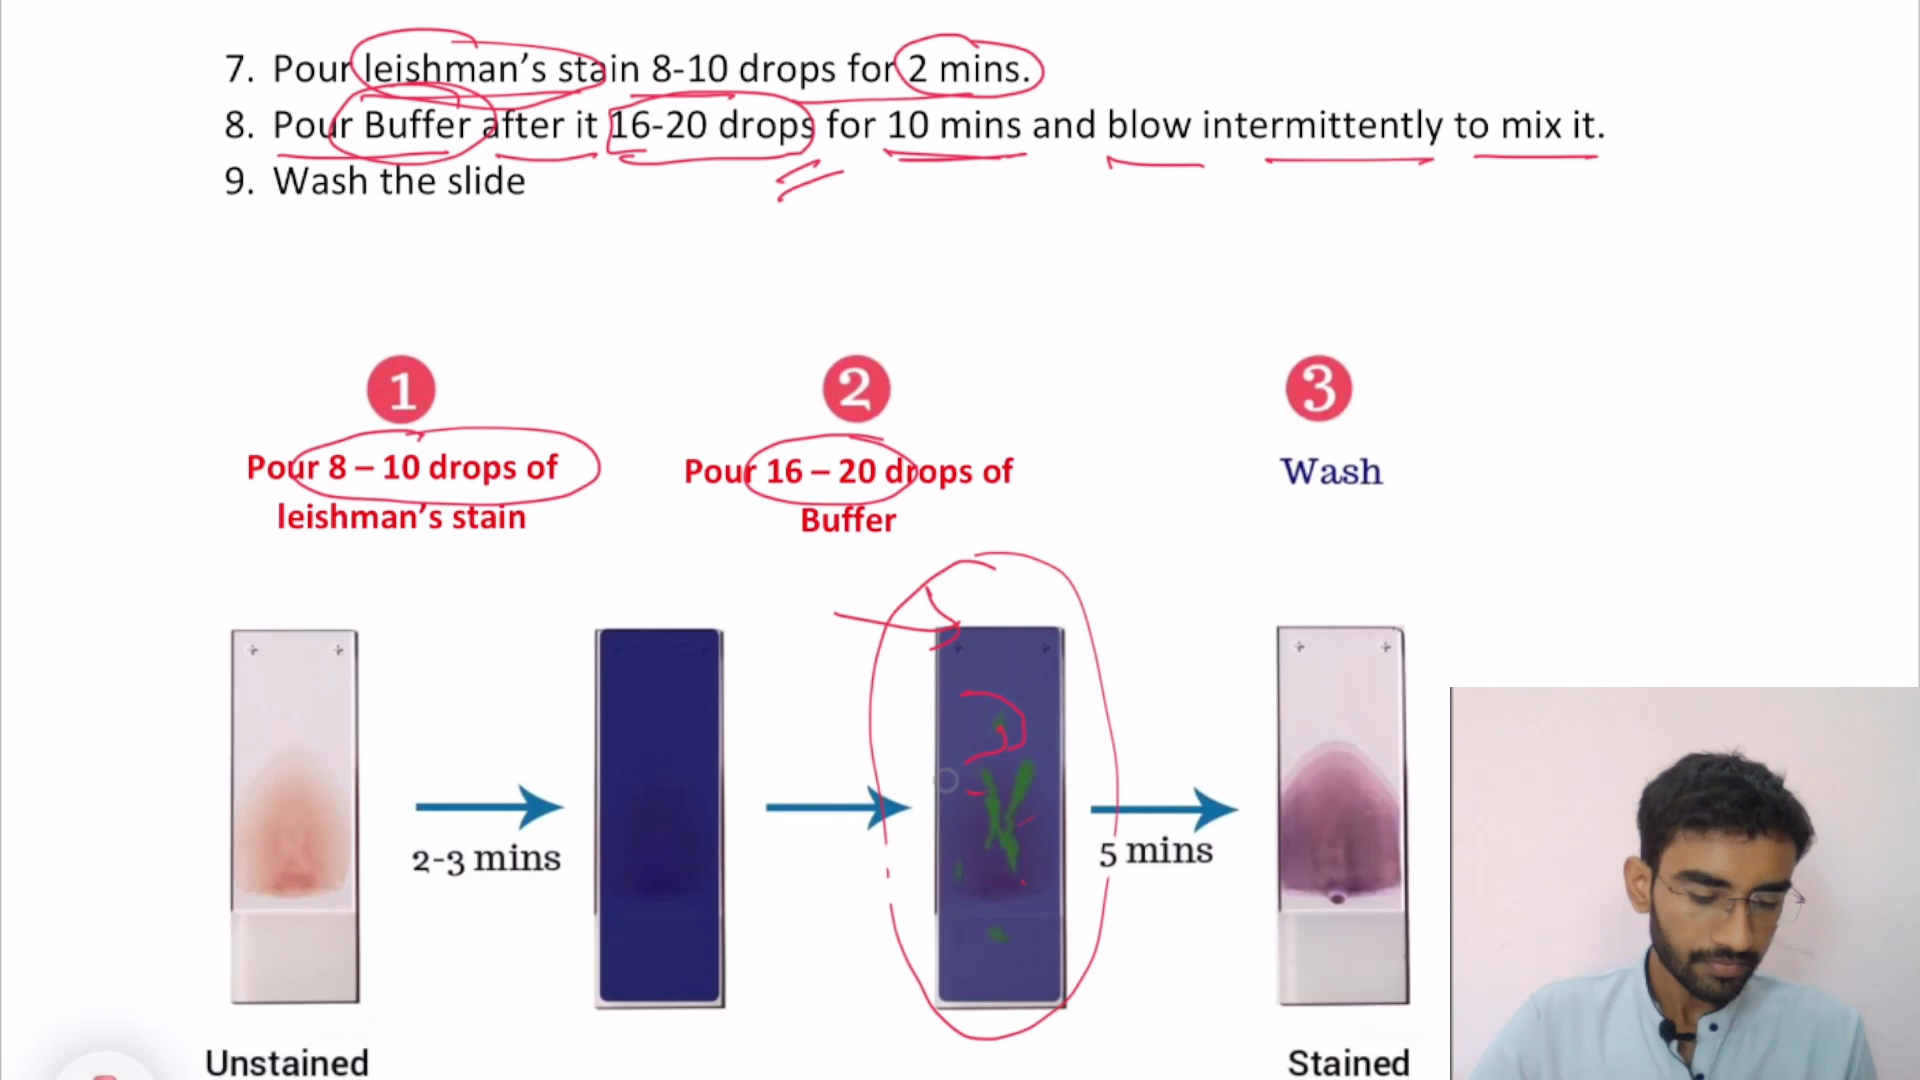 7. Pour leishman's stain 8-10 drops for 2 mins.
8. Pour Buffer after it 16-20 drops for 10 mins and blow intermittently to mix it.
9. Wash the slide
1
2
3
Pour 8 – 10 drops of
leishman's stain
Pour 16 – 20 drops of
Buffer
Wash
2-3 mins
5 mins
Unstained
Stained